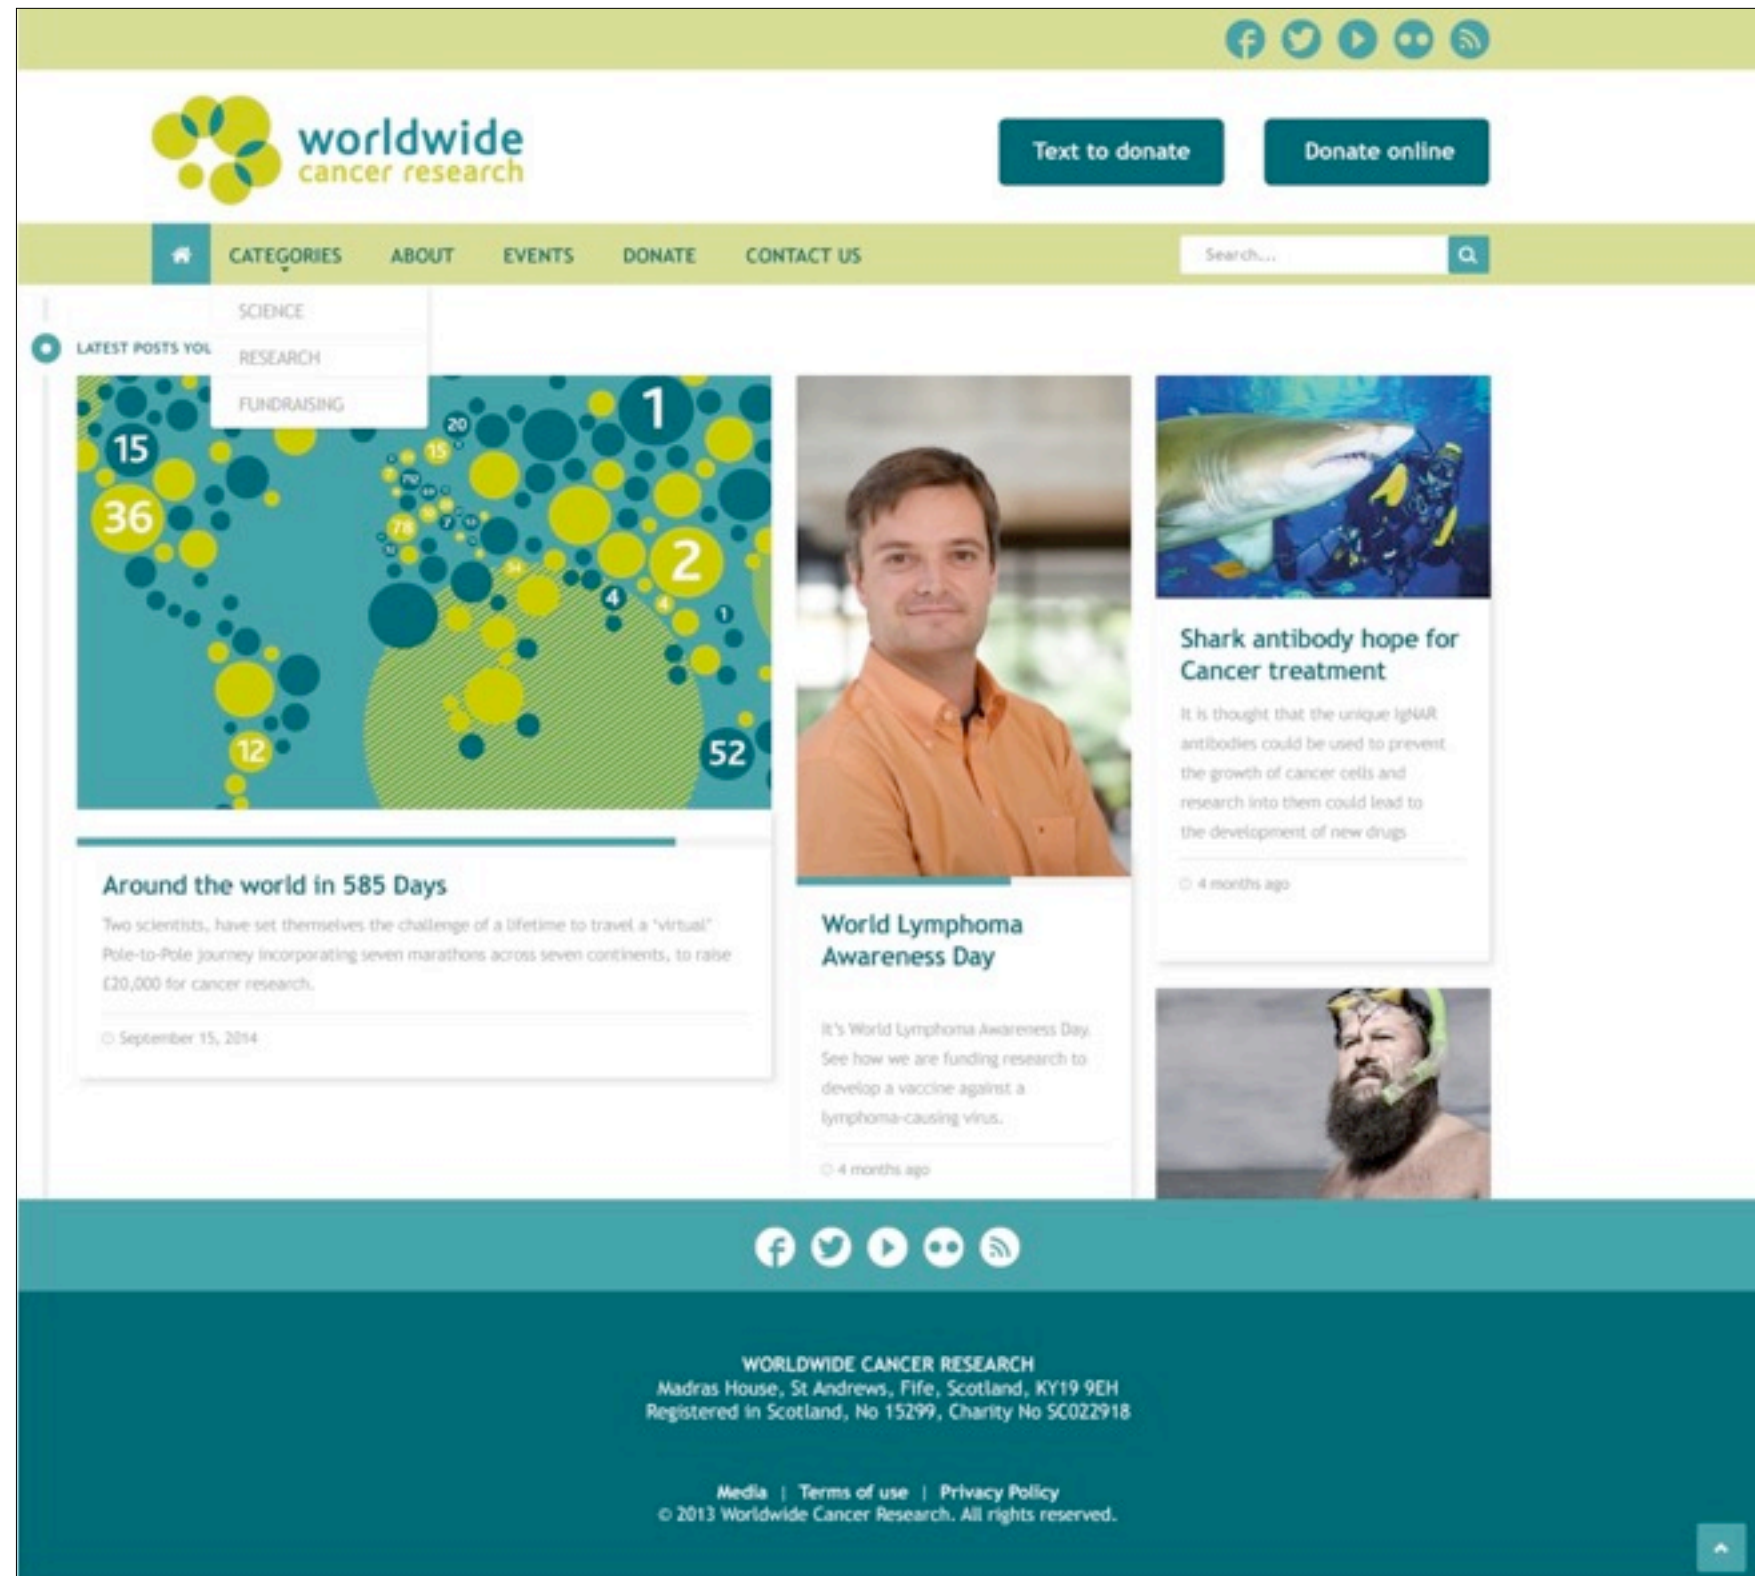 worldwide
cancer research
Text to donate
Donate online
CATEGORIES
ABOUT
EVENTS
DONATE
CONTACT US
Search...
SCIENCE
RESEARCH
FUNDRAISING
LATEST POSTS YOU
1
20
15
15
36
78
2
4
4
1
12
52
Around the world in 585 Days
Two scientists, have set themselves the challenge of a lifetime to travel a 'virtual'
Pole-to-Pole journey incorporating seven marathons across seven continents, to raise
£20,000 for cancer research.
September 15, 2014
World Lymphoma
Awareness Day
It's World Lymphoma Awareness Day.
See how we are funding research to
develop a vaccine against a
lymphoma-causing virus.
4 months ago
Shark antibody hope for
Cancer treatment
It is thought that the unique IgNAR
antibodies could be used to prevent
the growth of cancer cells and
research into them could lead to
the development of new drugs
4 months ago
WORLDWIDE CANCER RESEARCH
Madras House, St Andrews, Fife, Scotland, KY19 9EH
Registered in Scotland, No 15299, Charity No SC022918
Media | Terms of use | Privacy Policy
© 2013 Worldwide Cancer Research. All rights reserved.